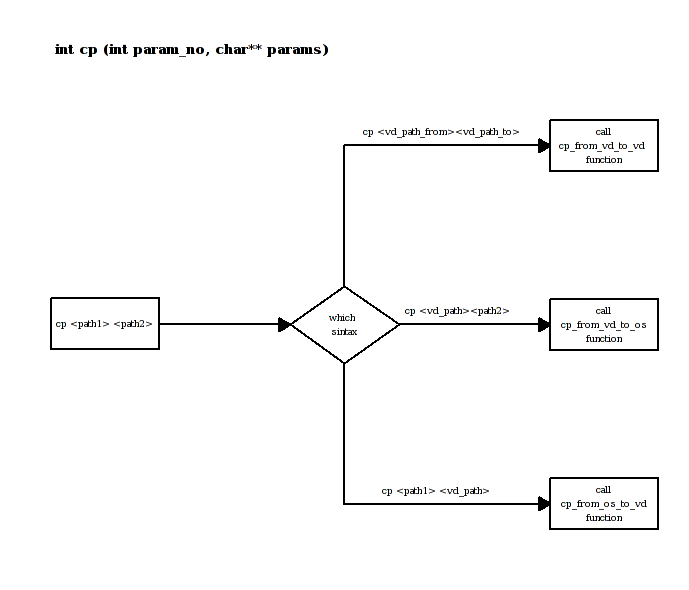 int cp (int param_no, char** params)
cp <vd_path_from><vd_path_to>
call
cp_from_vd_to_vd
function
cp <path1> <path2>
which
sintax
cp <vd_path><path2>
call
cp_from_vd_to_os
function
cp <path1> <vd_path>
call
cp_from_os_to_vd
function